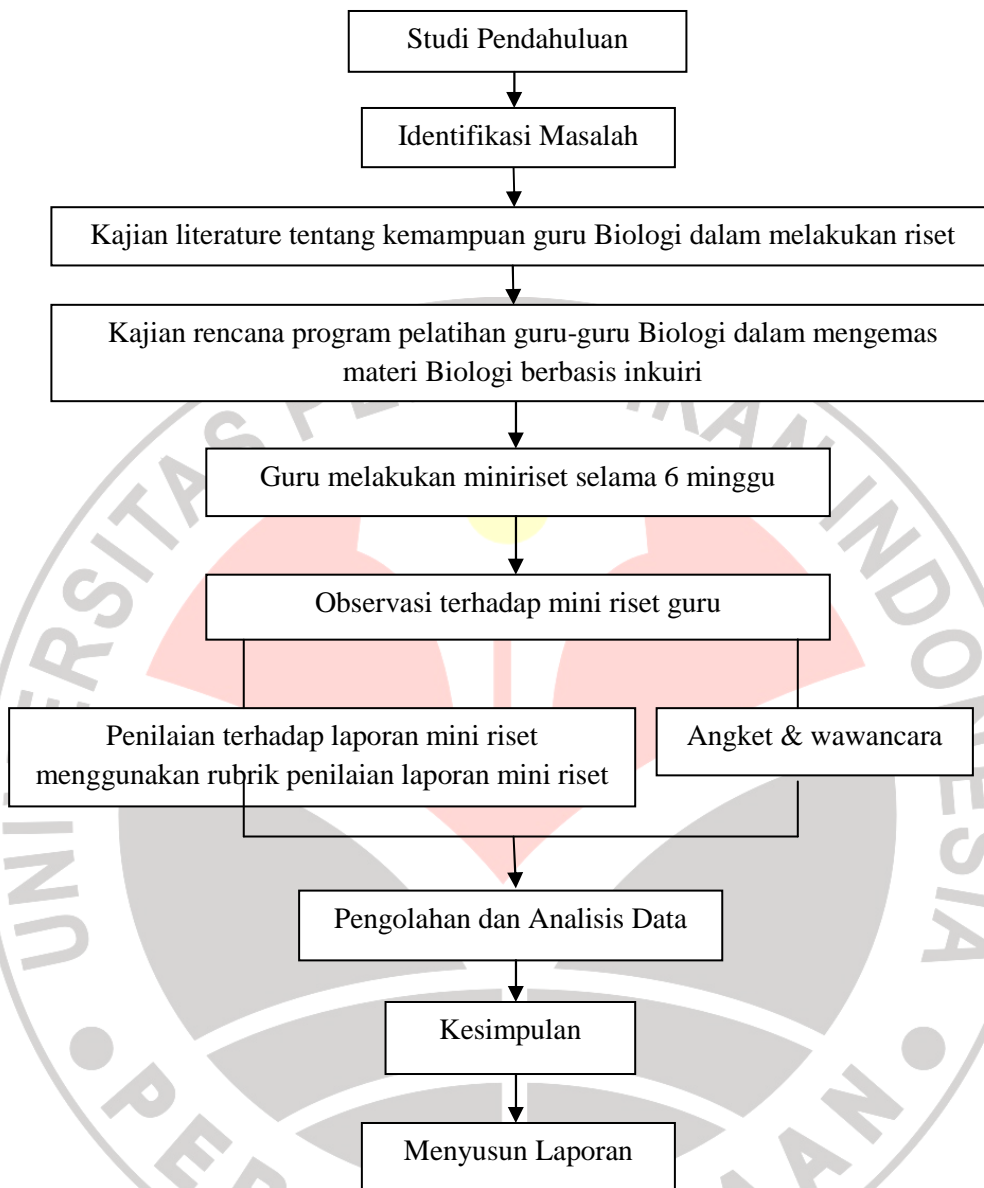 Studi Pendahuluan
Identifikasi Masalah
Kajian literature tentang kemampuan guru Biologi dalam melakukan riset
Kajian rencana program pelatihan guru-guru Biologi dalam mengemas
materi Biologi berbasis inkuiri
Guru melakukan miniriset selama 6 minggu
Observasi terhadap mini riset guru
Penilaian terhadap laporan mini riset
menggunakan rubrik penilaian laporan mini riset
Angket & wawancara
Pengolahan dan Analisis Data
Kesimpulan
Menyusun Laporan